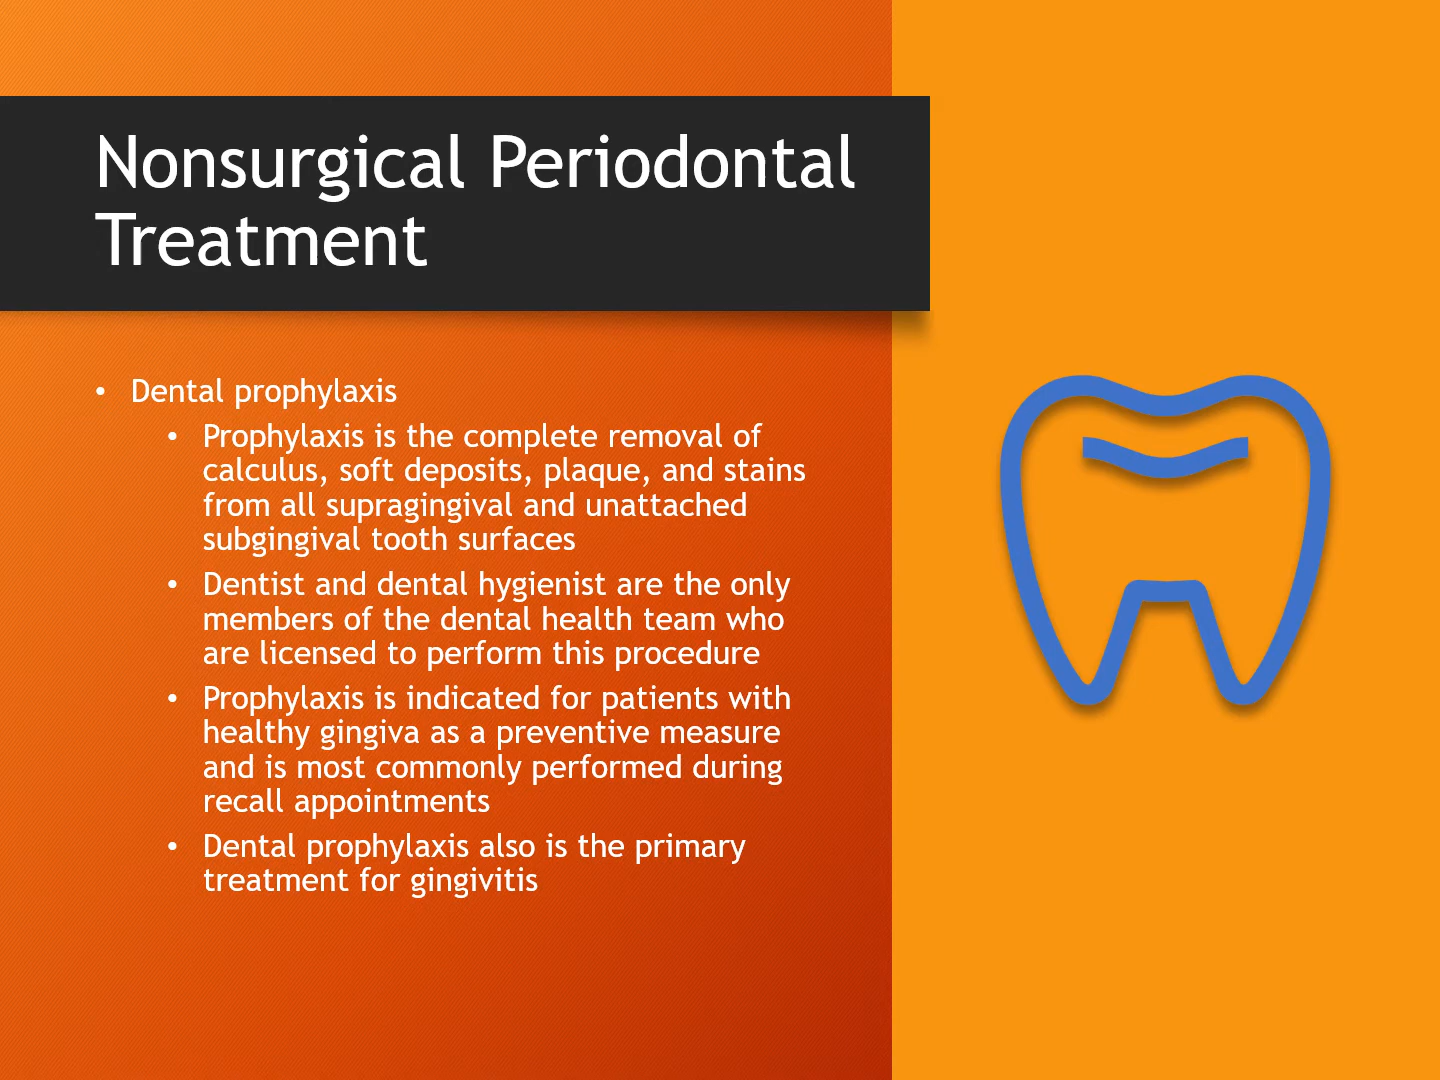 Nonsurgical Periodontal
Treatment
• Dental prophylaxis
• Prophylaxis is the complete removal of
calculus, soft deposits, plaque, and stains
from all supragingival and unattached
subgingival tooth surfaces
• Dentist and dental hygienist are the only
members of the dental health team who
are licensed to perform this procedure
• Prophylaxis is indicated for patients with
healthy gingiva as a preventive measure
and is most commonly performed during
recall appointments
• Dental prophylaxis also is the primary
treatment for gingivitis